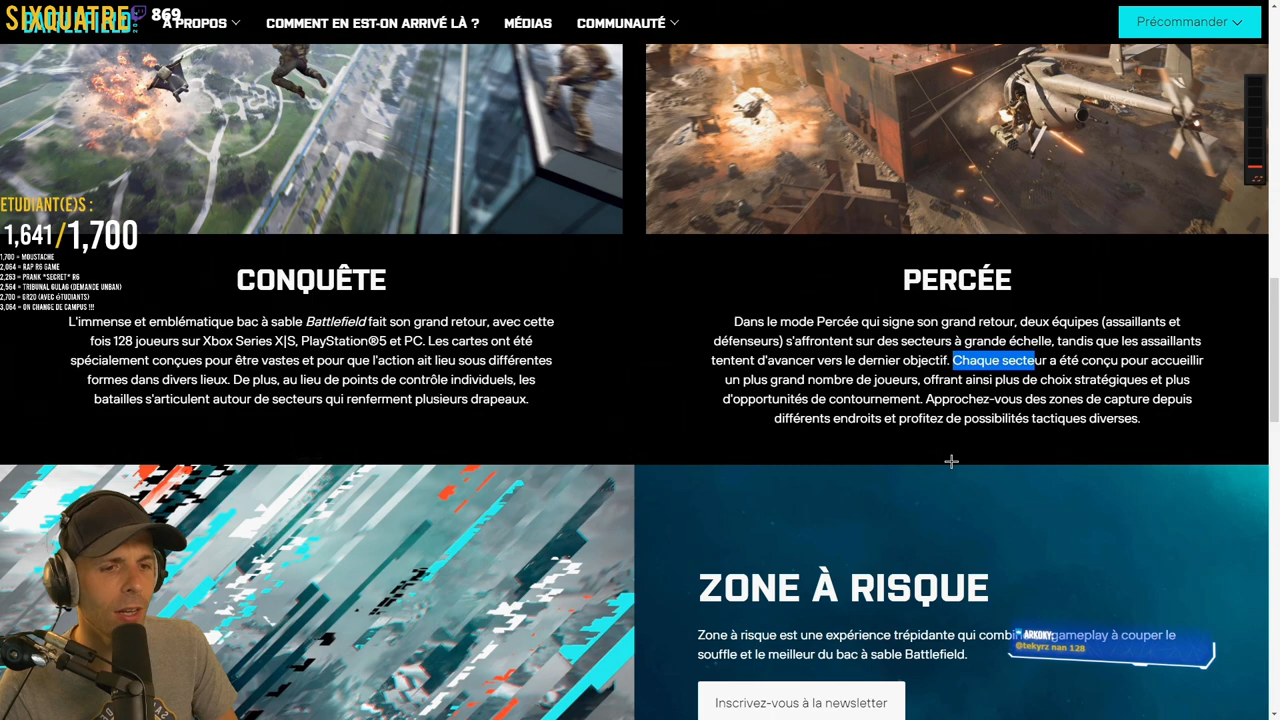 SIXQUATRE 869
À PROPOS COMMENT EN EST-ON ARRIVÉ LÀ ? MÉDIAS COMMUNAUTÉ Précommander
ETUDIANT(E)S :
1,641/1,700
1,700 = MOUSTACHE
2,064 = RAP R6 GAME
2,263 = PRANK *SECRET* R6
2,564 = TRIBUNAL GULAG (DEMANDE UNBAN)
2,700 = GR20 (AVEC ÉTUDIANTS)
3,064 = ON CHANGE DE CAMPUS !!!
CONQUÊTE
L'immense et emblématique bac à sable Battlefield fait son grand retour, avec cette
fois 128 joueurs sur Xbox Series X|S, PlayStation®5 et PC. Les cartes ont été
spécialement conçues pour être vastes et pour que l'action ait lieu sous différentes
formes dans divers lieux. De plus, au lieu de points de contrôle individuels, les
batailles s'articulent autour de secteurs qui renferment plusieurs drapeaux.
PERCÉE
Dans le mode Percée qui signe son grand retour, deux équipes (assaillants et
défenseurs) s'affrontent sur des secteurs à grande échelle, tandis que les assaillants
tentent d'avancer vers le dernier objectif. Chaque secteur a été conçu pour accueillir
un plus grand nombre de joueurs, offrant ainsi plus de choix stratégiques et plus
d'opportunités de contournement. Approchez-vous des zones de capture depuis
différents endroits et profitez de possibilités tactiques diverses.
ZONE À RISQUE
Zone à risque est une expérience trépidante qui combi gameplay à couper le
souffle et le meilleur du bac à sable Battlefield.
ARKOKY:
@tekyrz nan 128
Inscrivez-vous à la newsletter